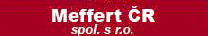 Meffert ČR
spol. s r.o.